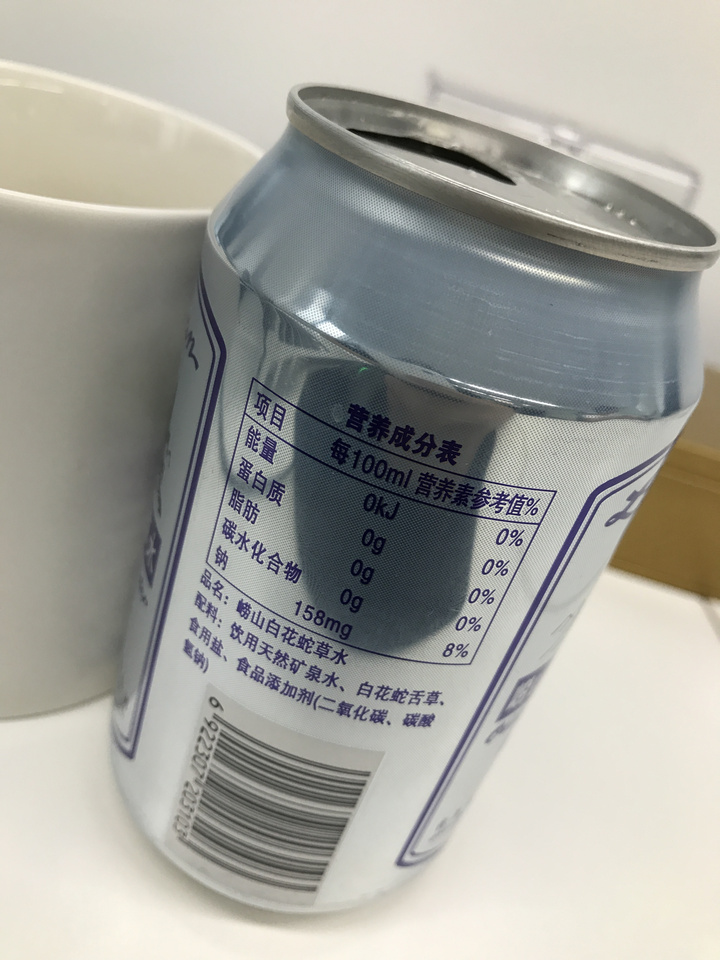 营养成分表
项目 每100ml 营养素参考值%
能量 0kJ 0%
蛋白质 0g 0%
脂肪 0g 0%
碳水化合物 0g 0%
钠 158mg 8%
品名：崂山白花蛇草水
配料：饮用天然矿泉水、白花蛇舌草、
食用盐、食品添加剂(二氧化碳、碳酸
氢钠)
6 922307 203103